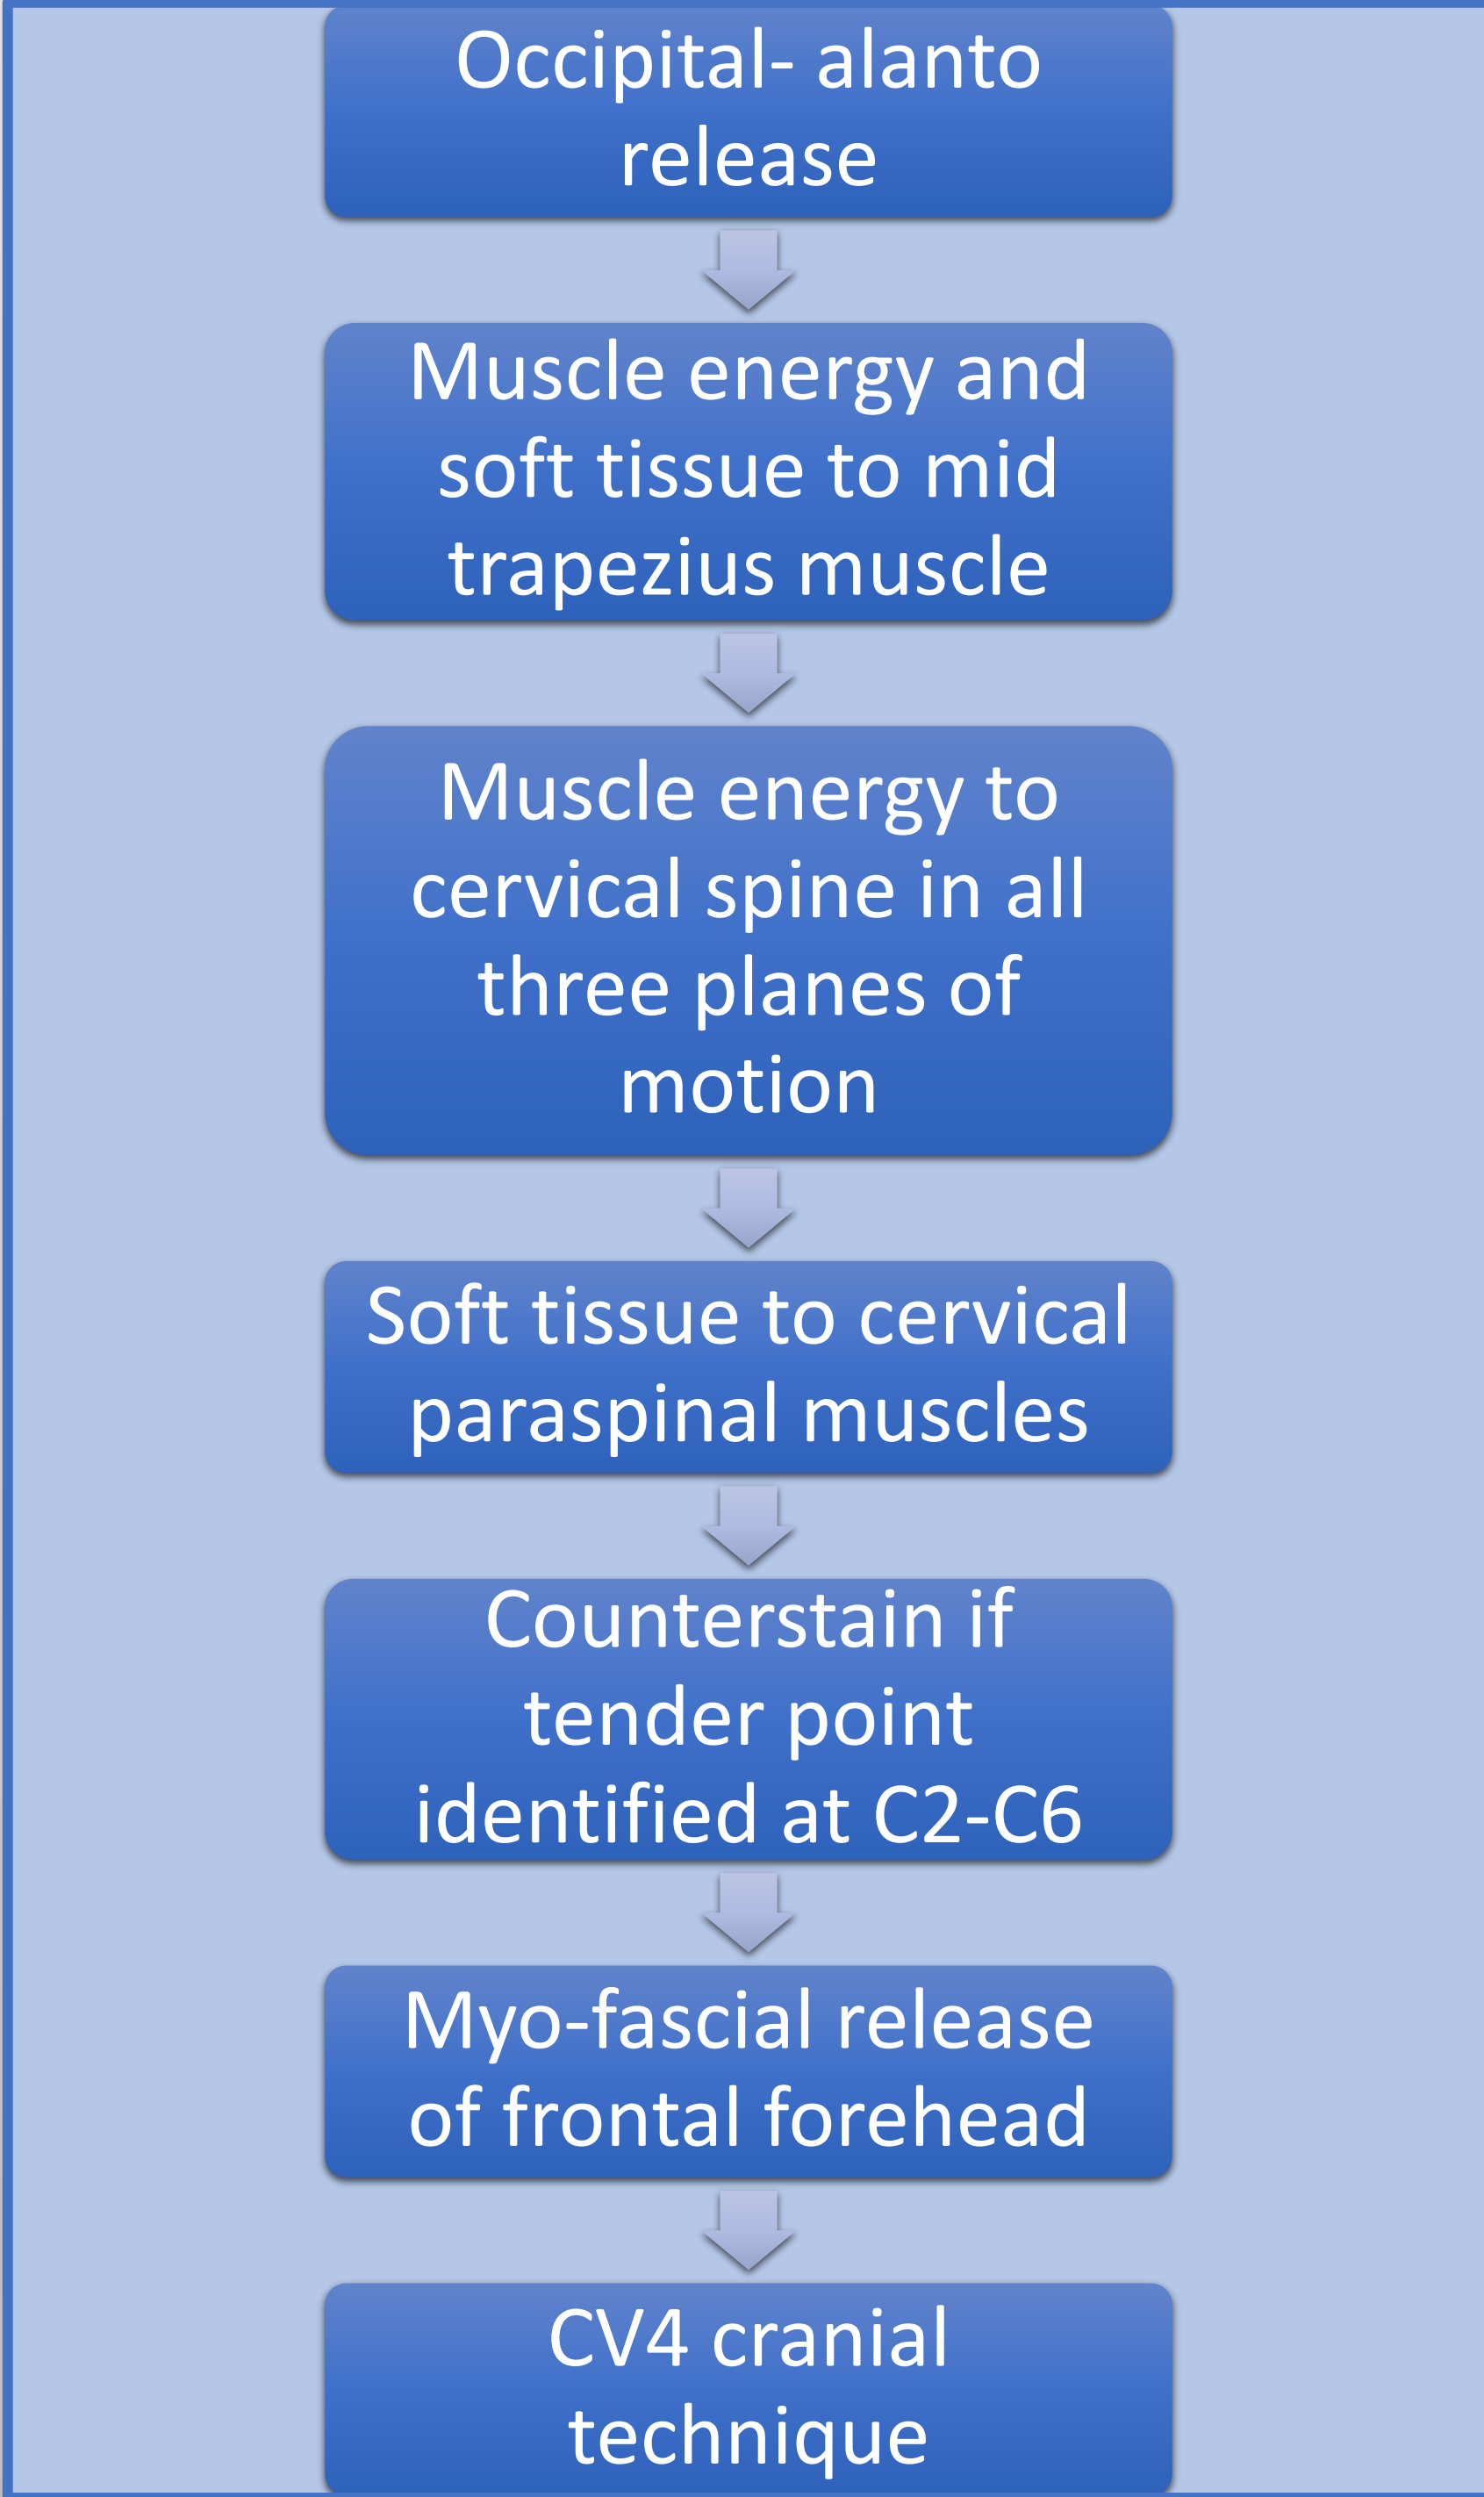 Occipital- alanto
release
Muscle energy and
soft tissue to mid
trapezius muscle
Muscle energy to
cervical spine in all
three planes of
motion
Soft tissue to cervical
paraspinal muscles
Counterstain if
tender point
identified at C2-C6
Myo-fascial release
of frontal forehead
CV4 cranial
technique